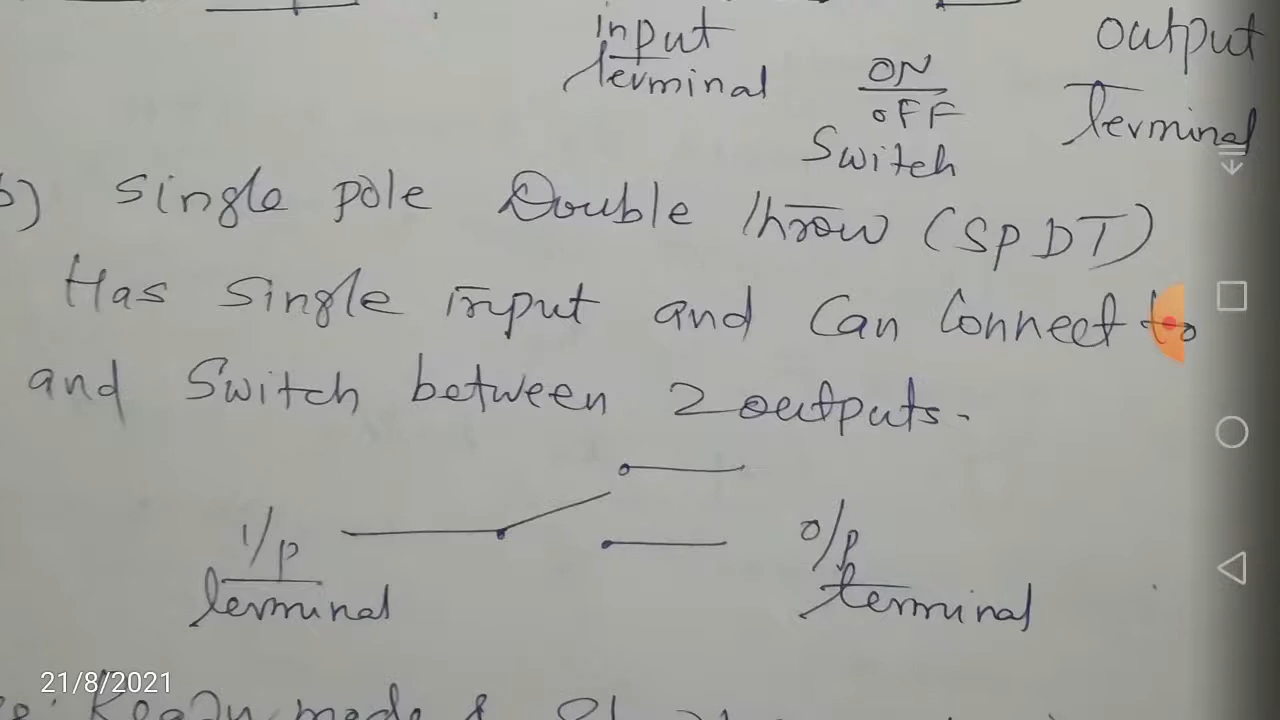 input output
terminal ON Terminal
OFF
Switch
b) Single pole Double Throw (SPDT)
Has Single input and Can Connect to
and Switch between 2 outputs.
I/p O/p
terminal terminal
21/8/2021
made &